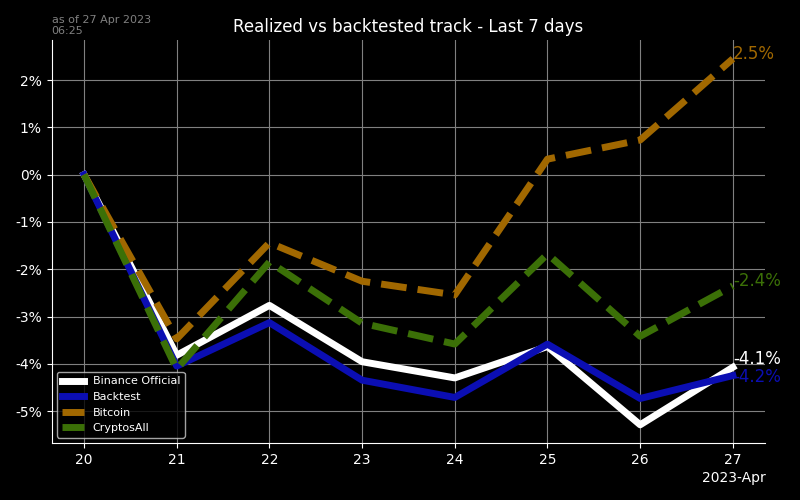 as of 27 Apr 2023
06:25
Realized vs backtested track - Last 7 days
2.5%
2%
1%
0%
-1%
-2%
-2.4%
-3%
-4%
-4.1%
-4.2%
-5%
Binance Official
Backtest
Bitcoin
CryptosAll
20 21 22 23 24 25 26 27
2023-Apr